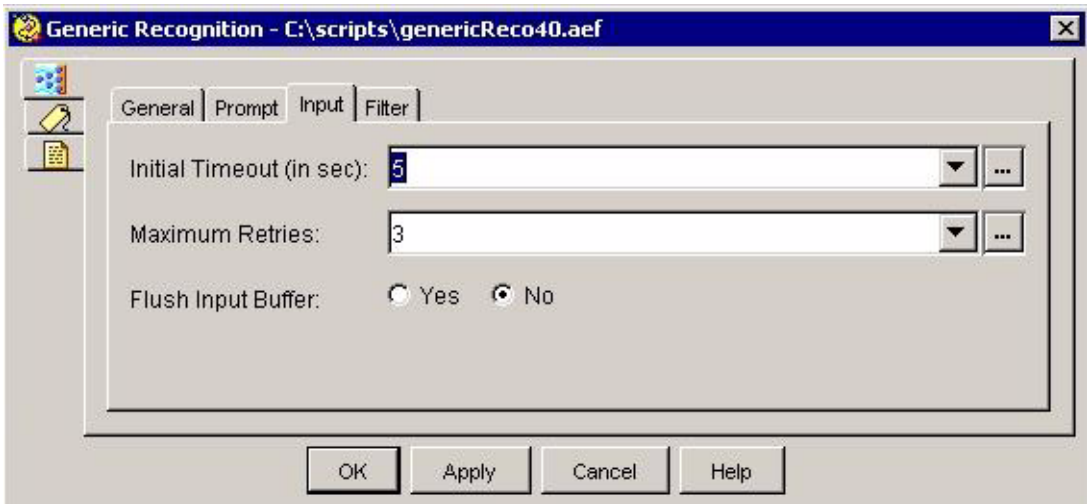 Generic Recognition - C:\scripts\genericReco40.aef
General Prompt Input Filter
Initial Timeout (in sec): 5 ...
Maximum Retries: 3 ...
Flush Input Buffer: Yes No
OK Apply Cancel Help